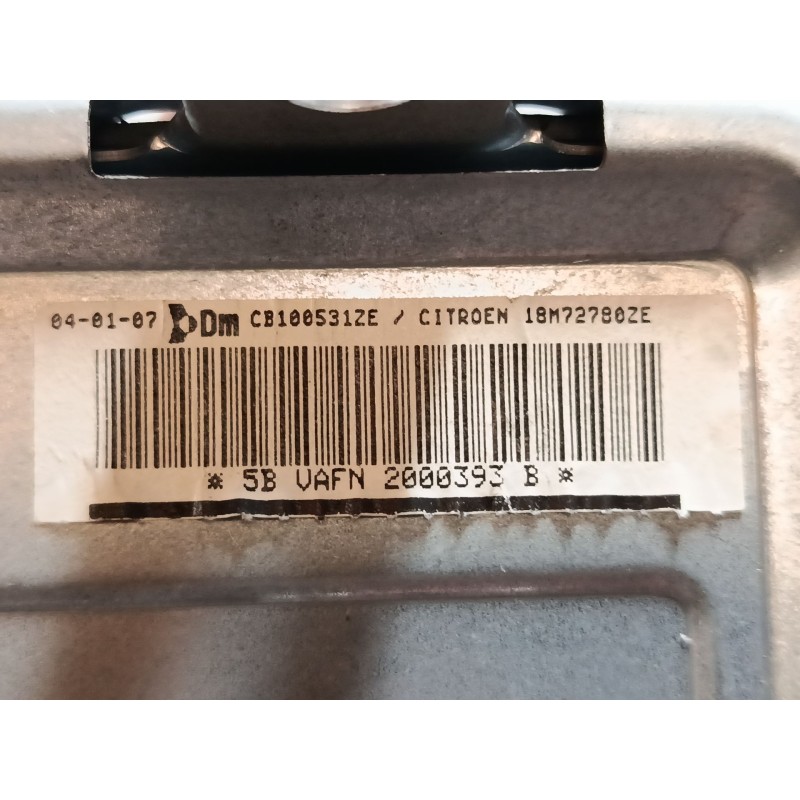 04-01-07 Dm CB100531ZE / CITROEN 18M72780ZE
* 5B VAFN 2000393 B *